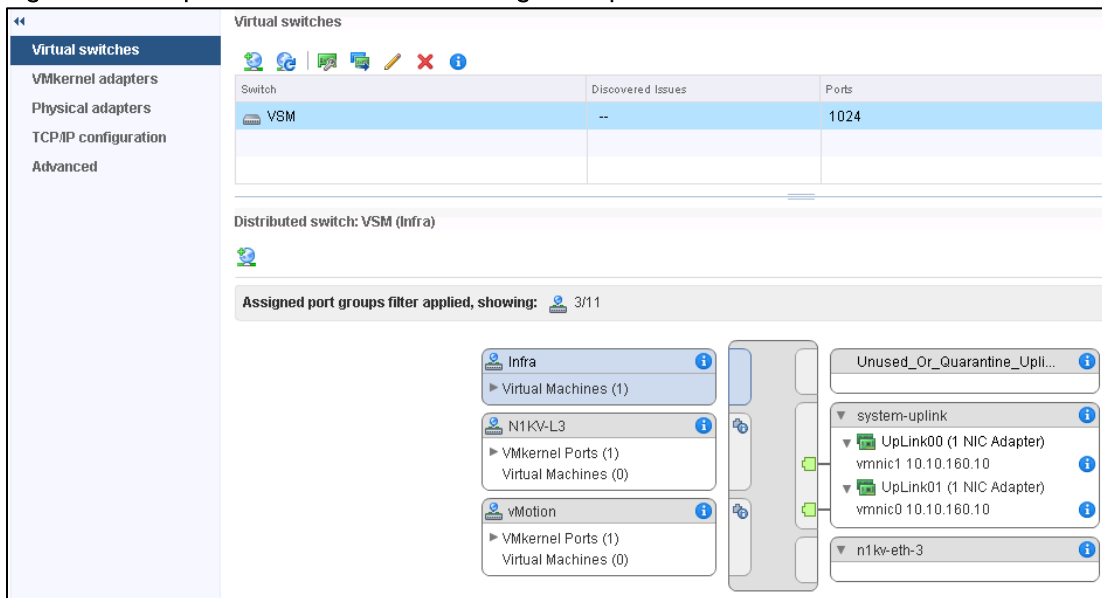 Virtual switches
Virtual switches
VMkernel adapters
Physical adapters
TCP/IP configuration
Advanced
Switch Discovered Issues Ports
VSM -- 1024
Distributed switch: VSM (Infra)
Assigned port groups filter applied, showing: 3/11
Infra
Virtual Machines (1)
N1KV-L3
VMkernel Ports (1)
Virtual Machines (0)
vMotion
VMkernel Ports (1)
Virtual Machines (0)
Unused_Or_Quarantine_Upli...
system-uplink
UpLink00 (1 NIC Adapter)
vmnic1 10.10.160.10
UpLink01 (1 NIC Adapter)
vmnic0 10.10.160.10
n1kv-eth-3